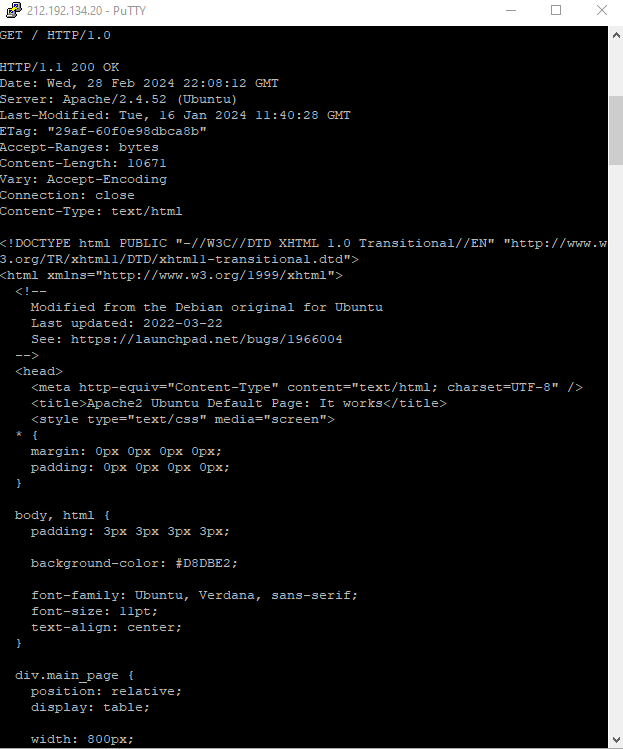 212.192.134.20 - PuTTY
GET / HTTP/1.0
HTTP/1.1 200 OK
Date: Wed, 28 Feb 2024 22:08:12 GMT
Server: Apache/2.4.52 (Ubuntu)
Last-Modified: Tue, 16 Jan 2024 11:40:28 GMT
ETag: "29af-60f0e98dbca8b"
Accept-Ranges: bytes
Content-Length: 10671
Vary: Accept-Encoding
Connection: close
Content-Type: text/html
<!DOCTYPE html PUBLIC "-//W3C//DTD XHTML 1.0 Transitional//EN" "http://www.w
3.org/TR/xhtml1/DTD/xhtml1-transitional.dtd">
<html xmlns="http://www.w3.org/1999/xhtml">
  <!--
    Modified from the Debian original for Ubuntu
    Last updated: 2022-03-22
    See: https://launchpad.net/bugs/1966004
  -->
  <head>
    <meta http-equiv="Content-Type" content="text/html; charset=UTF-8" />
    <title>Apache2 Ubuntu Default Page: It works</title>
    <style type="text/css" media="screen">
  * {
    margin: 0px 0px 0px 0px;
    padding: 0px 0px 0px 0px;
  }
  body, html {
    padding: 3px 3px 3px 3px;
    background-color: #D8DBE2;
    font-family: Ubuntu, Verdana, sans-serif;
    font-size: 11pt;
    text-align: center;
  }
  div.main_page {
    position: relative;
    display: table;
    width: 800px;